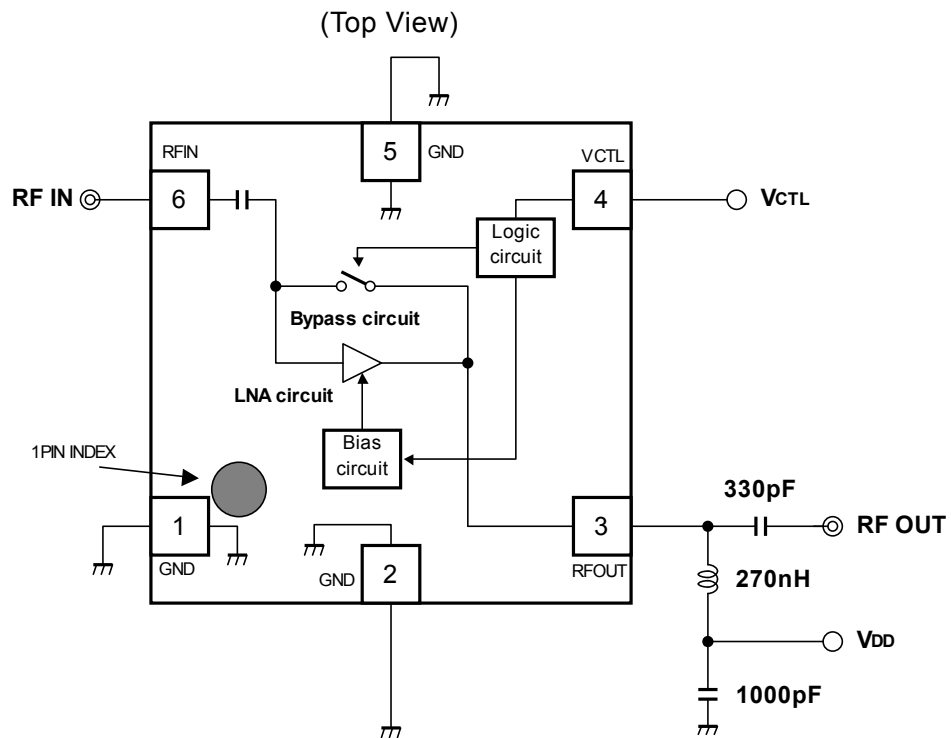 (Top View)
RFIN
5
GND
VCTL
RF IN
6
4
VCTL
Logic
circuit
Bypass circuit
LNA circuit
Bias
circuit
1PIN INDEX
330pF
1
3
RF OUT
GND
GND
2
RFOUT
270nH
VDD
1000pF